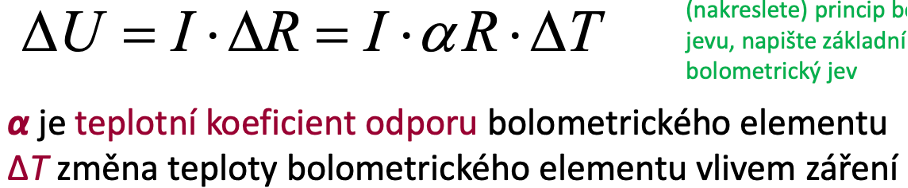 ΔU = I · ΔR = I · αR · ΔT
(nakreslete) princip
jevu, napište základní
bolometrický jev
α je teplotní koeficient odporu bolometrického elementu
ΔT změna teploty bolometrického elementu vlivem záření